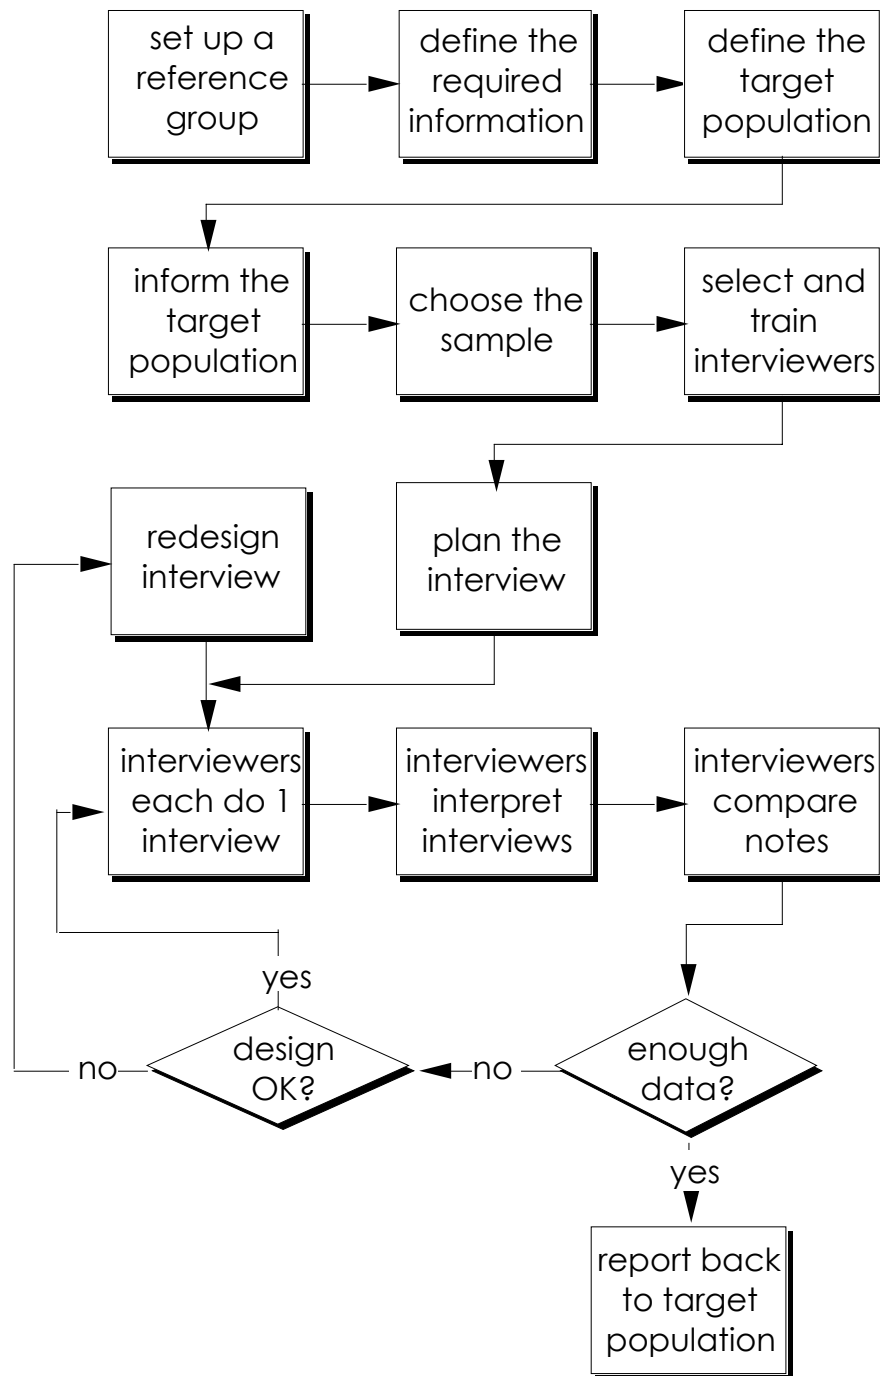 set up a
reference
group
define the
required
information
define the
target
population
inform the
target
population
choose the
sample
select and
train
interviewers
redesign
interview
plan the
interview
interviewers
each do 1
interview
interviewers
interpret
interviews
interviewers
compare
notes
yes
no
design
OK?
no
enough
data?
yes
report back
to target
population